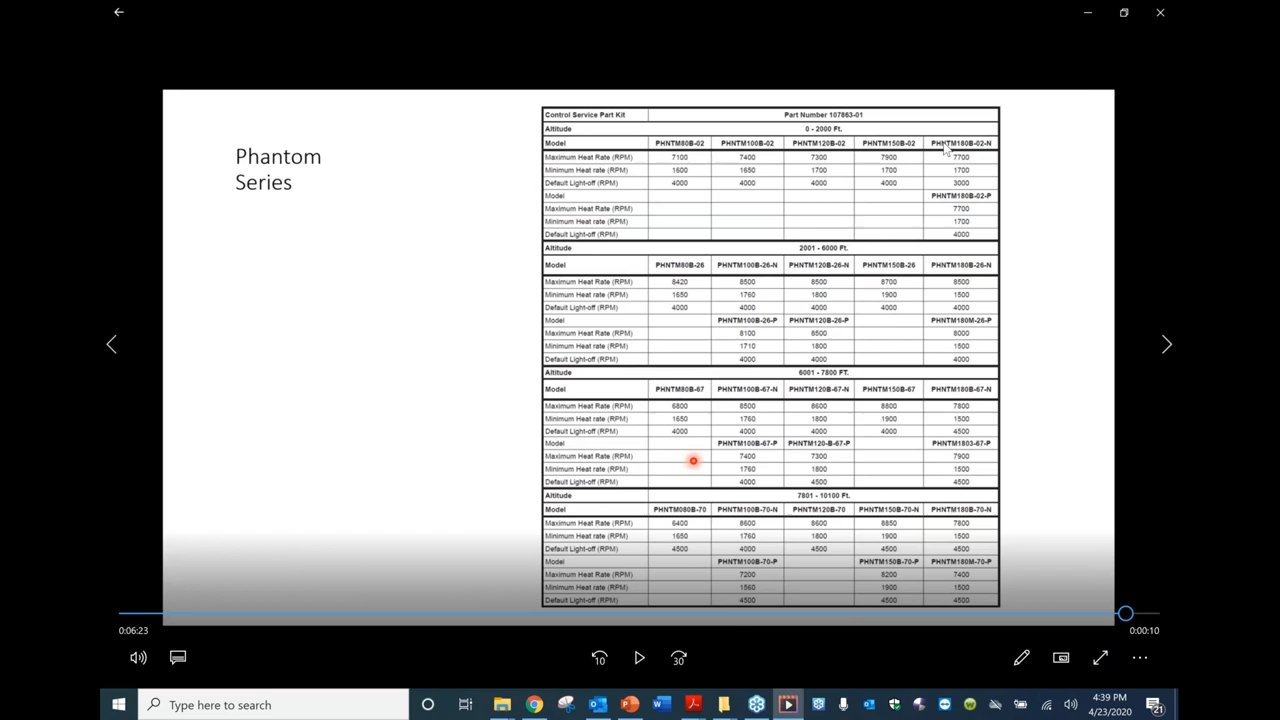 Phantom
Series
Control Service Part Kit Part Number 107863-01
Altitude 0 - 2000 Ft.
Model PHNTM80B-02 PHNTM100B-02 PHNTM120B-02 PHNTM150B-02 PHNTM180B-02-N
Maximum Heat Rate (RPM) 7100 7400 7300 7900 7700
Minimum Heat Rate (RPM) 1600 1650 1700 1700 1700
Default Light-off (RPM) 4000 4000 4000 4000 3000
Model PHNTM180B-02-P
Maximum Heat Rate (RPM) 7700
Minimum Heat rate (RPM) 1700
Default Light-off (RPM) 4000
Altitude 2001 - 6000 Ft.
Model PHNTM80B-26 PHNTM100B-26-N PHNTM120B-26-N PHNTM150B-26 PHNTM180B-26-N
Maximum Heat Rate (RPM) 8420 8500 8500 8700 8500
Minimum Heat rate (RPM) 1650 1760 1800 1900 1500
Default Light-off (RPM) 4000 4000 4000 4000 4000
Model PHNTM100B-26-P PHNTM120B-26-P PHNTM180M-26-P
Maximum Heat Rate (RPM) 8100 8500 8000
Minimum Heat rate (RPM) 1710 1800 1500
Default Light-off (RPM) 4000 4000 4000
Altitude 6001 - 7800 FT.
Model PHNTM80B-67 PHNTM100B-67-N PHNTM120B-67-N PHNTM150B-67 PHNTM180B-67-N
Maximum Heat Rate (RPM) 6800 8500 8600 8800 7800
Minimum Heat rate (RPM) 1650 1760 1800 1900 1500
Default Light-off (RPM) 4000 4000 4000 4000 4500
Model PHNTM100B-67-P PHNTM120-B-67-P PHNTM1803-67-P
Maximum Heat Rate (RPM) 7400 7300 7900
Minimum Heat rate (RPM) 1760 1800 1500
Default Light-off (RPM) 4000 4500 4500
Altitude 7801 - 10100 Ft.
Model PHNTM080B-70 PHNTM100B-70-N PHNTM120B-70 PHNTM150B-70-N PHNTM180B-70-N
Maximum Heat Rate (RPM) 6400 8600 8600 8850 7800
Minimum Heat rate (RPM) 1650 1760 1800 1900 1500
Default Light-off (RPM) 4500 4000 4500 4500 4500
Model PHNTM100B-70-P PHNTM150B-70-P PHNTM180M-70-P
Maximum Heat Rate (RPM) 7200 8200 7400
Minimum Heat rate (RPM) 1560 1900 1500
Default Light-off (RPM) 4500 4500 4500
0:06:23 0:00:10
10 30
Type here to search
4:39 PM
4/23/2020
21